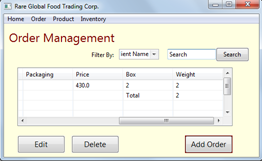 Rare Global Food Trading Corp.
Home Order Product Inventory
Order Management
Filter By: ient Name Search Search
Packaging Price Box Weight
430.0 2 2
Total 2
Edit Delete Add Order